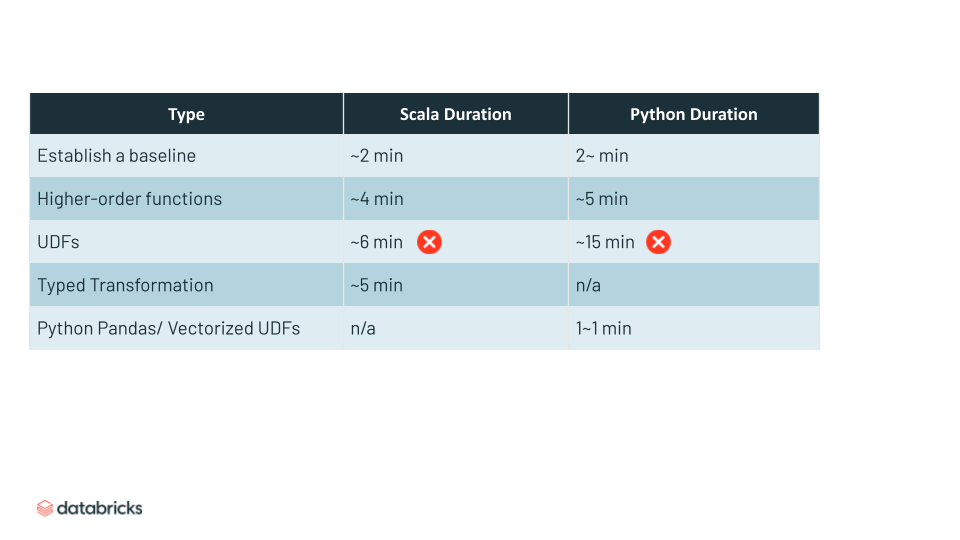 Type Scala Duration Python Duration
Establish a baseline ~2 min 2~ min
Higher-order functions ~4 min ~5 min
UDFs ~6 min ~15 min
Typed Transformation ~5 min n/a
Python Pandas/ Vectorized UDFs n/a 1~1 min
databricks